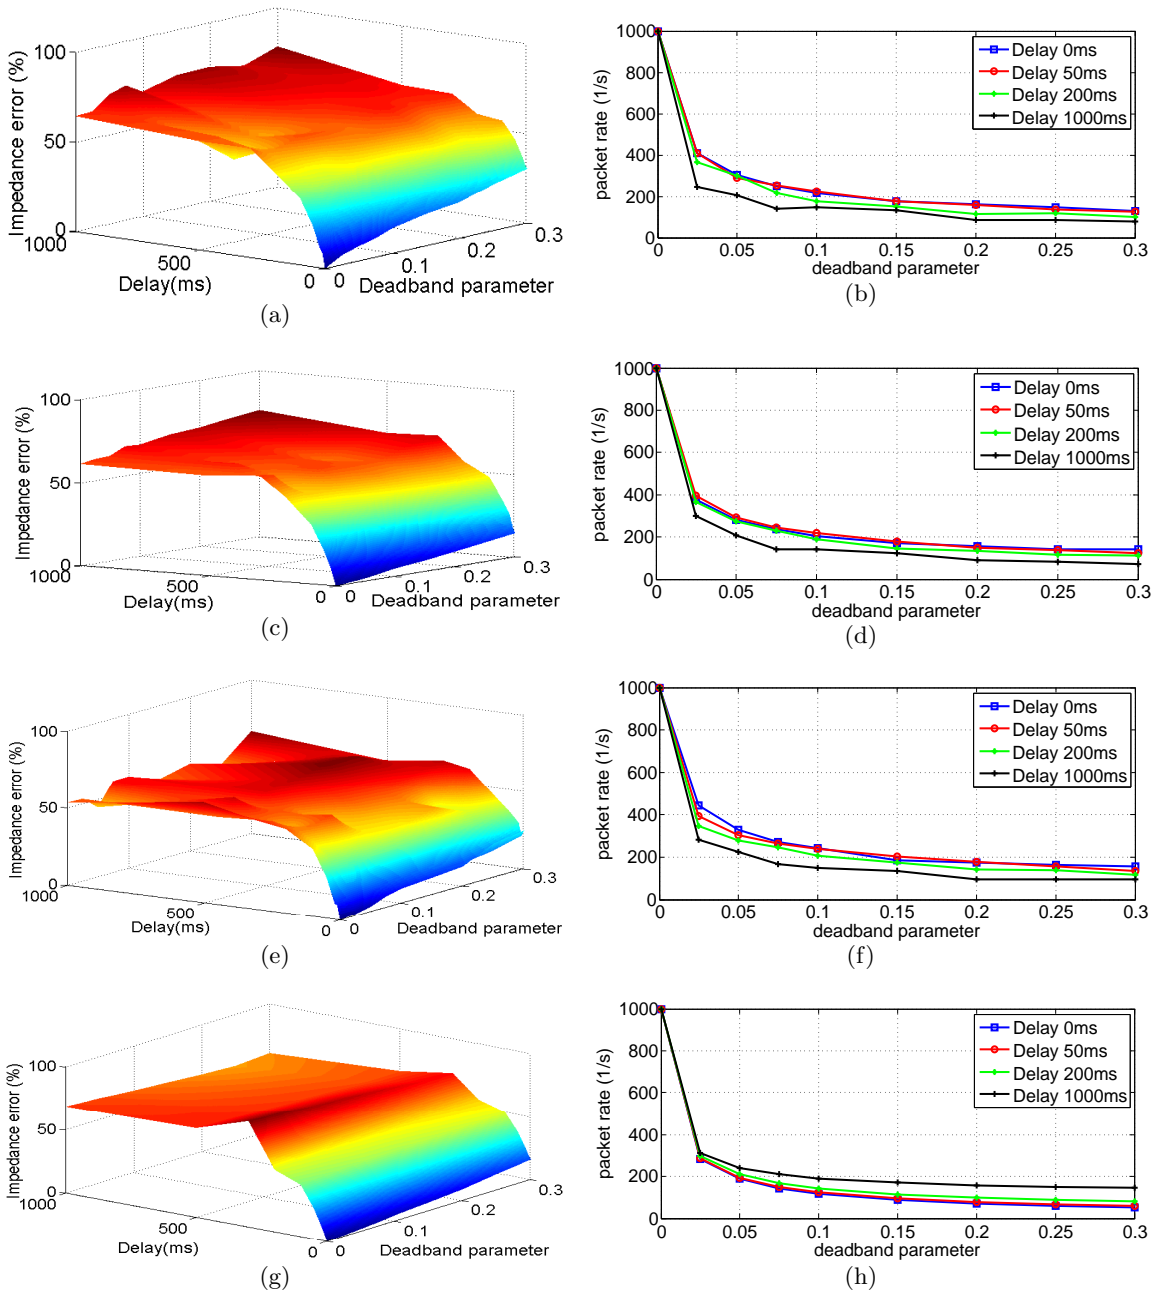 100
50
0
1000
500
0
0
0.1
0.2
0.3
Impedance error (%)
Delay(ms)
Deadband parameter
(a)
1000
800
600
400
200
0
0
0.05
0.1
0.15
0.2
0.25
0.3
packet rate (1/s)
deadband parameter
Delay 0ms
Delay 50ms
Delay 200ms
Delay 1000ms
(b)
100
50
0
1000
500
0
0
0.1
0.2
0.3
Impedance error (%)
Delay(ms)
Deadband parameter
(c)
1000
800
600
400
200
0
0
0.05
0.1
0.15
0.2
0.25
0.3
packet rate (1/s)
deadband parameter
Delay 0ms
Delay 50ms
Delay 200ms
Delay 1000ms
(d)
100
50
0
1000
500
0
0
0.1
0.2
0.3
Impedance error (%)
Delay(ms)
Deadband parameter
(e)
1000
800
600
400
200
0
0
0.05
0.1
0.15
0.2
0.25
0.3
packet rate (1/s)
deadband parameter
Delay 0ms
Delay 50ms
Delay 200ms
Delay 1000ms
(f)
100
50
0
1000
500
0
0
0.1
0.2
0.3
Impedance error (%)
Delay(ms)
Deadband parameter
(g)
1000
800
600
400
200
0
0
0.05
0.1
0.15
0.2
0.25
0.3
packet rate (1/s)
deadband parameter
Delay 0ms
Delay 50ms
Delay 200ms
Delay 1000ms
(h)